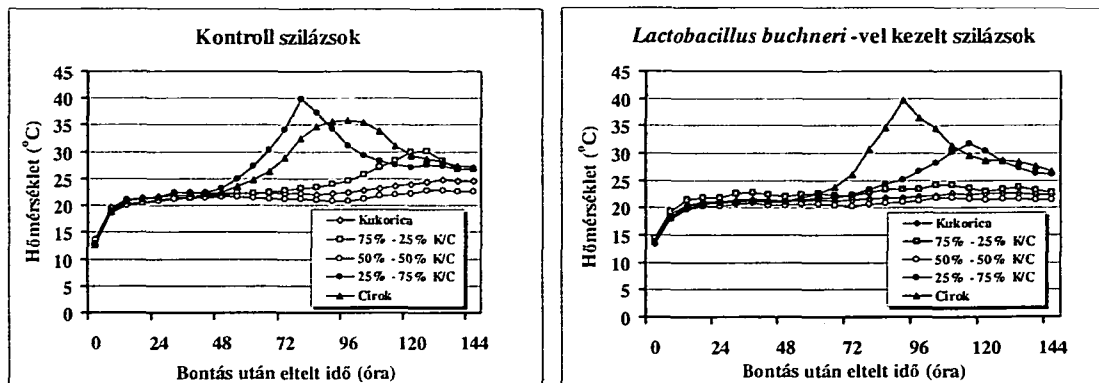 Kontroll szilázsok
45
40
35
30
25
20
15
10
5
0
Hőmérséklet (°C)
Kukorica
75% -25% K/C
50% -50% K/C
25% -75% K/C
Cirok
0 24 48 72 96 120 144
Bontás után eltelt idő (óra)
Lactobacillus buchneri -vel kezelt szilázsok
45
40
35
30
25
20
15
10
5
0
Hőmérséklet (°C)
Kukorica
75% -25% K/C
50% -50% K/C
25% -75% K/C
Cirok
0 24 48 72 96 120 144
Bontás után eltelt idő (óra)